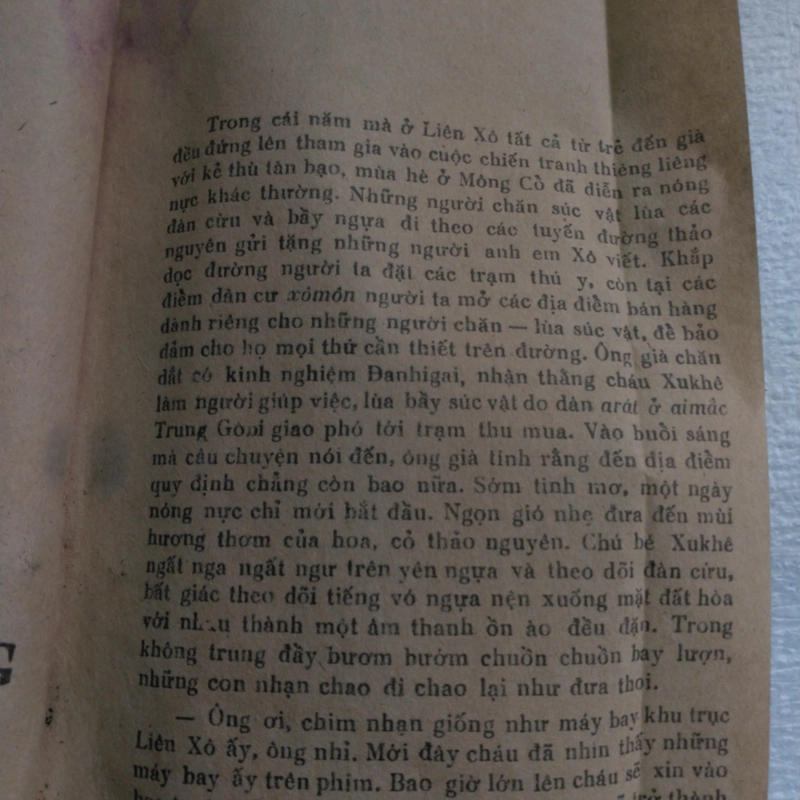 Trong cái năm mà ở Liên Xô tất cả từ trẻ đến già
đều đứng lên tham gia vào cuộc chiến tranh thiêng liêng
với kẻ thù tàn bạo, mùa hè ở Mông Cổ đã diễn ra nóng
nực khác thường. Những người chăn súc vật lùa các
đàn cừu và bầy ngựa đi theo các tuyến đường thảo
nguyên gửi tặng những người anh em Xô viết. Khắp
dọc đường người ta đặt các trạm thú y, còn tại các
điểm dân cư xômôn người ta mở các địa điểm bán hàng
dành riêng cho những người chăn — lùa súc vật, để bảo
đảm cho họ mọi thứ cần thiết trên đường. Ông già chăn
dắt có kinh nghiệm Đanhigai, nhận thằng cháu Xukhê
làm người giúp việc, lùa bầy súc vật do dân arát ở aimắc
Trung Gôbi giao phó tới trạm thu mua. Vào buổi sáng
mà câu chuyện nói đến, ông già tính rằng đến địa điểm
quy định chẳng còn bao nữa. Sớm tinh mơ, một ngày
nóng nực chỉ mới bắt đầu. Ngọn gió nhẹ đưa đến mùi
hương thơm của hoa, cỏ thảo nguyên. Chú bé Xukhê
ngất nga ngất ngư trên yên ngựa và theo dõi đàn cừu,
bất giác theo dõi tiếng vó ngựa nện xuống mặt đất hòa
với nhau thành một âm thanh ồn ào đều đặn. Trong
không trung đầy bươm bướm chuồn chuồn bay lượn,
những con nhạn chao đi chao lại như đưa thoi.
— Ông ơi, chim nhạn giống như máy bay khu trục
Liên Xô ấy, ông nhỉ. Mới đây cháu đã nhìn thấy những
máy bay ấy trên phim. Bao giờ lớn lên cháu sẽ xin vào
trở thành
G